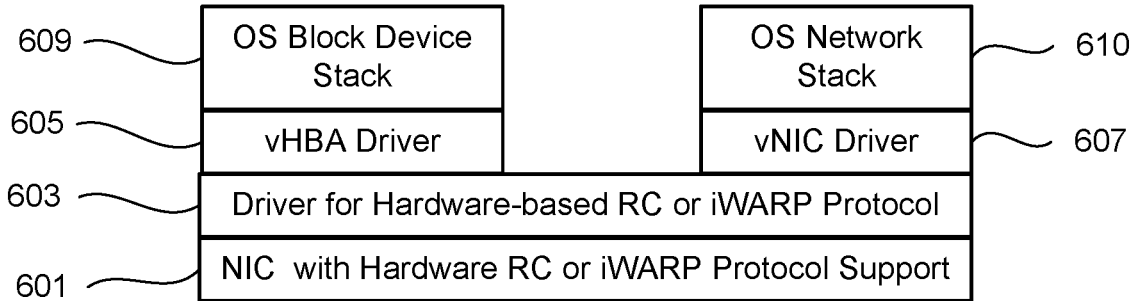 609
OS Block Device
Stack
OS Network
Stack
610
605
vHBA Driver
vNIC Driver
607
603
Driver for Hardware-based RC or iWARP Protocol
601
NIC with Hardware RC or iWARP Protocol Support